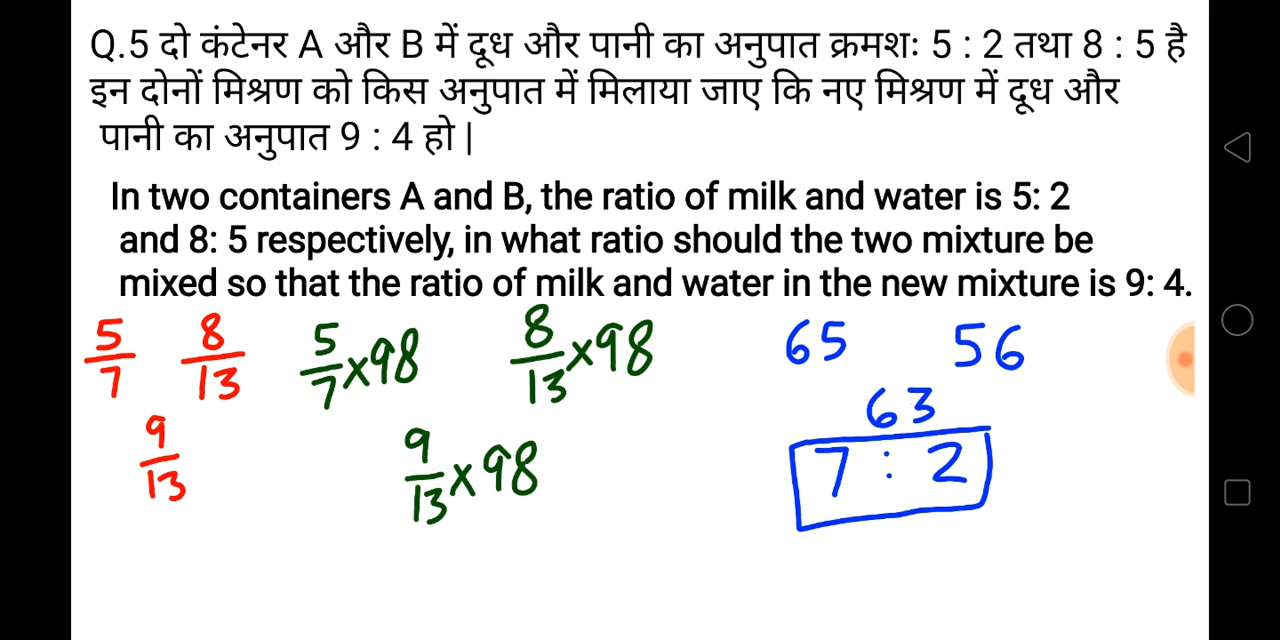 Q.5 दो कंटेनर A और B में दूध और पानी का अनुपात क्रमशः 5 : 2 तथा 8 : 5 है
इन दोनों मिश्रण को किस अनुपात में मिलाया जाए कि नए मिश्रण में दूध और
पानी का अनुपात 9 : 4 हो |
In two containers A and B, the ratio of milk and water is 5: 2
and 8: 5 respectively, in what ratio should the two mixture be
mixed so that the ratio of milk and water in the new mixture is 9: 4.
5/7 8/13 5/7×98 8/13×98 65 56
63
9/13 9/13×98 7 : 2